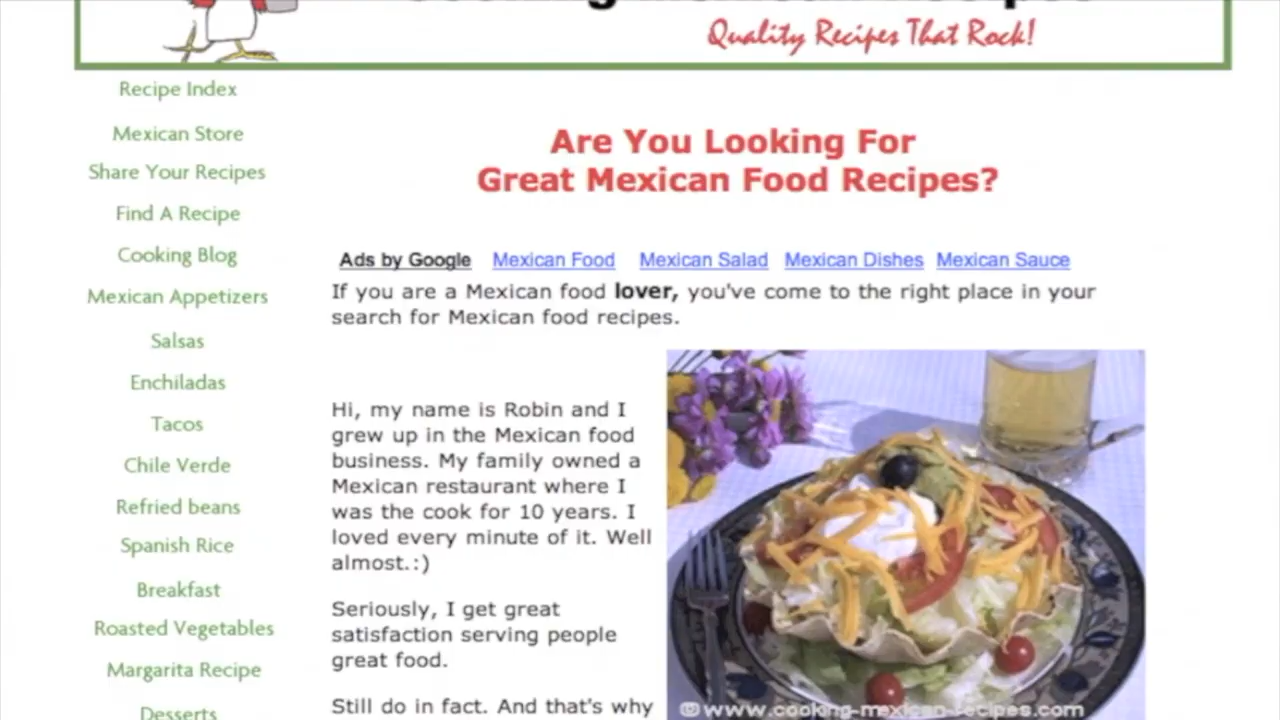 Cooking Mexican Recipes
Quality Recipes That Rock!
Recipe Index
Mexican Store
Share Your Recipes
Find A Recipe
Cooking Blog
Mexican Appetizers
Salsas
Enchiladas
Tacos
Chile Verde
Refried beans
Spanish Rice
Breakfast
Roasted Vegetables
Margarita Recipe
Desserts
Are You Looking For
Great Mexican Food Recipes?
Ads by Google Mexican Food Mexican Salad Mexican Dishes Mexican Sauce
If you are a Mexican food lover, you've come to the right place in your
search for Mexican food recipes.
Hi, my name is Robin and I
grew up in the Mexican food
business. My family owned a
Mexican restaurant where I
was the cook for 10 years. I
loved every minute of it. Well
almost.:)
Seriously, I get great
satisfaction serving people
great food.
Still do in fact. And that's why
© www.cooking-mexican-recipes.com